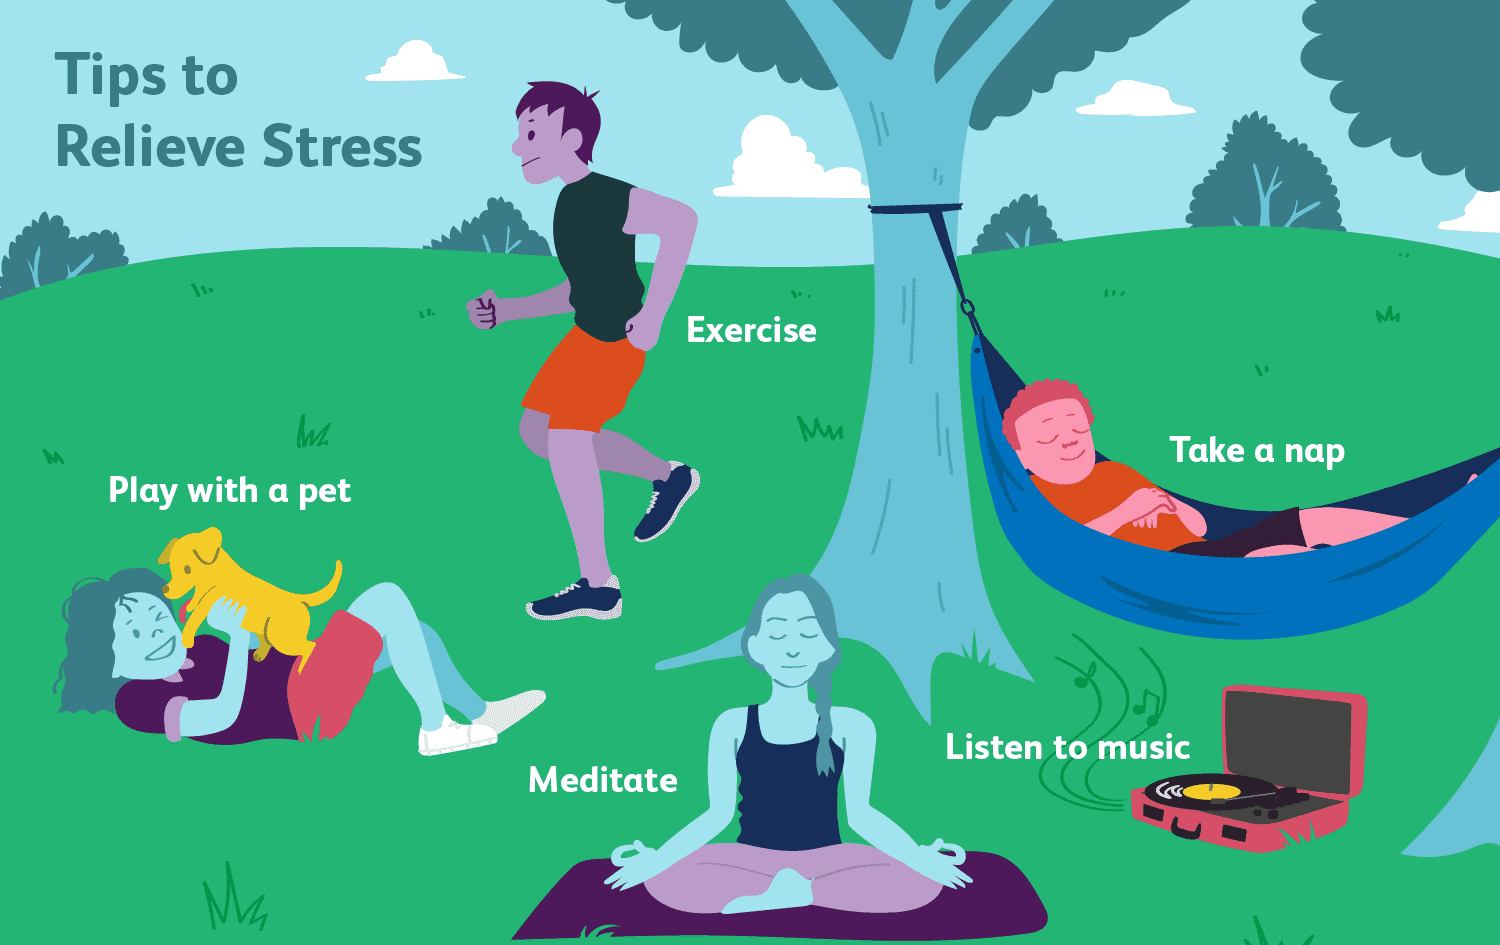 Tips to
Relieve Stress
Exercise
Take a nap
Play with a pet
Listen to music
Meditate